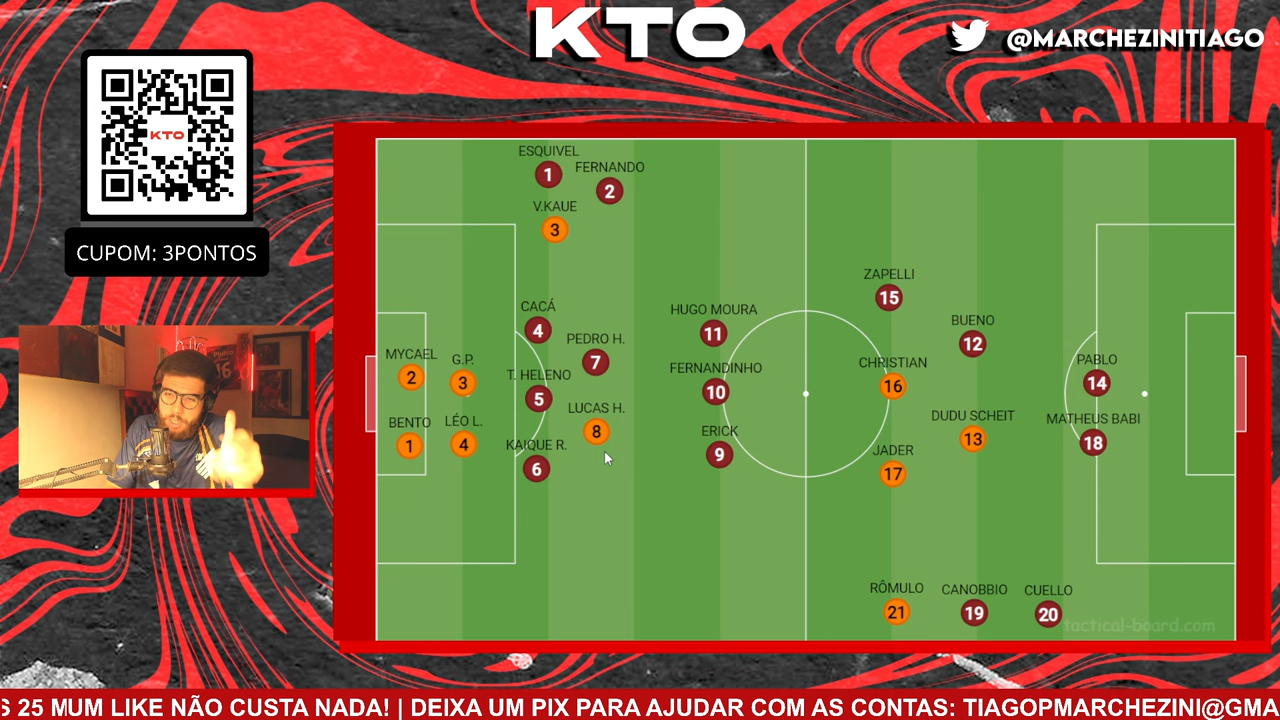 KTO
@MARCHEZINITIAGO
KTO
CUPOM: 3PONTOS
ESQUIVEL
1
FERNANDO
2
V.KAUE
3
CACÁ
4
PEDRO H.
7
T. HELENO
5
LUCAS H.
8
KAIQUE R.
6
MYCAEL
2
G.P.
3
BENTO
1
LÉO L.
4
HUGO MOURA
11
FERNANDINHO
10
ERICK
9
ZAPELLI
15
BUENO
12
CHRISTIAN
16
DUDU SCHEIT
13
JADER
17
PABLO
14
MATHEUS BABI
18
RÔMULO
21
CANOBBIO
19
CUELLO
20
tactical-board.com
S 25 MUM LIKE NÃO CUSTA NADA! | DEIXA UM PIX PARA AJUDAR COM AS CONTAS: TIAGOPMARCHEZINI@GMA